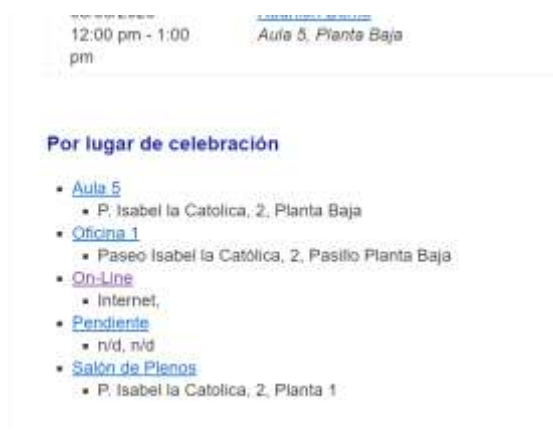 12:00 pm - 1:00 pm
Aula 5, Planta Baja
Por lugar de celebración
Aula 5
P. Isabel la Catolica, 2, Planta Baja
Oficina 1
Paseo Isabel la Católica, 2, Pasillo Planta Baja
On-Line
Internet,
Pendiente
n/d, n/d
Salón de Plenos
P. Isabel la Catolica, 2, Planta 1